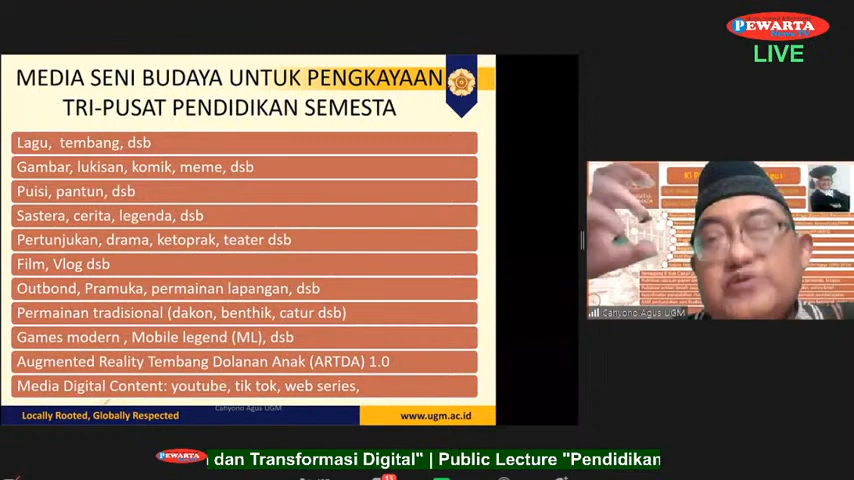 PEWARTA
News TV
LIVE
MEDIA SENI BUDAYA UNTUK PENGKAYAAN
TRI-PUSAT PENDIDIKAN SEMESTA
Lagu, tembang, dsb
Gambar, lukisan, komik, meme, dsb
Puisi, pantun, dsb
Sastera, cerita, legenda, dsb
Pertunjukan, drama, ketoprak, teater dsb
Film, Vlog dsb
Outbond, Pramuka, permainan lapangan, dsb
Permainan tradisional (dakon, benthik, catur dsb)
Games modern , Mobile legend (ML), dsb
Augmented Reality Tembang Dolanan Anak (ARTDA) 1.0
Media Digital Content: youtube, tik tok, web series,
Cahyono Agus UGM
Locally Rooted, Globally Respected
www.ugm.ac.id
Cahyono Agus UGM
PEWARTA
dan Transformasi Digital" | Public Lecture "Pendidikan